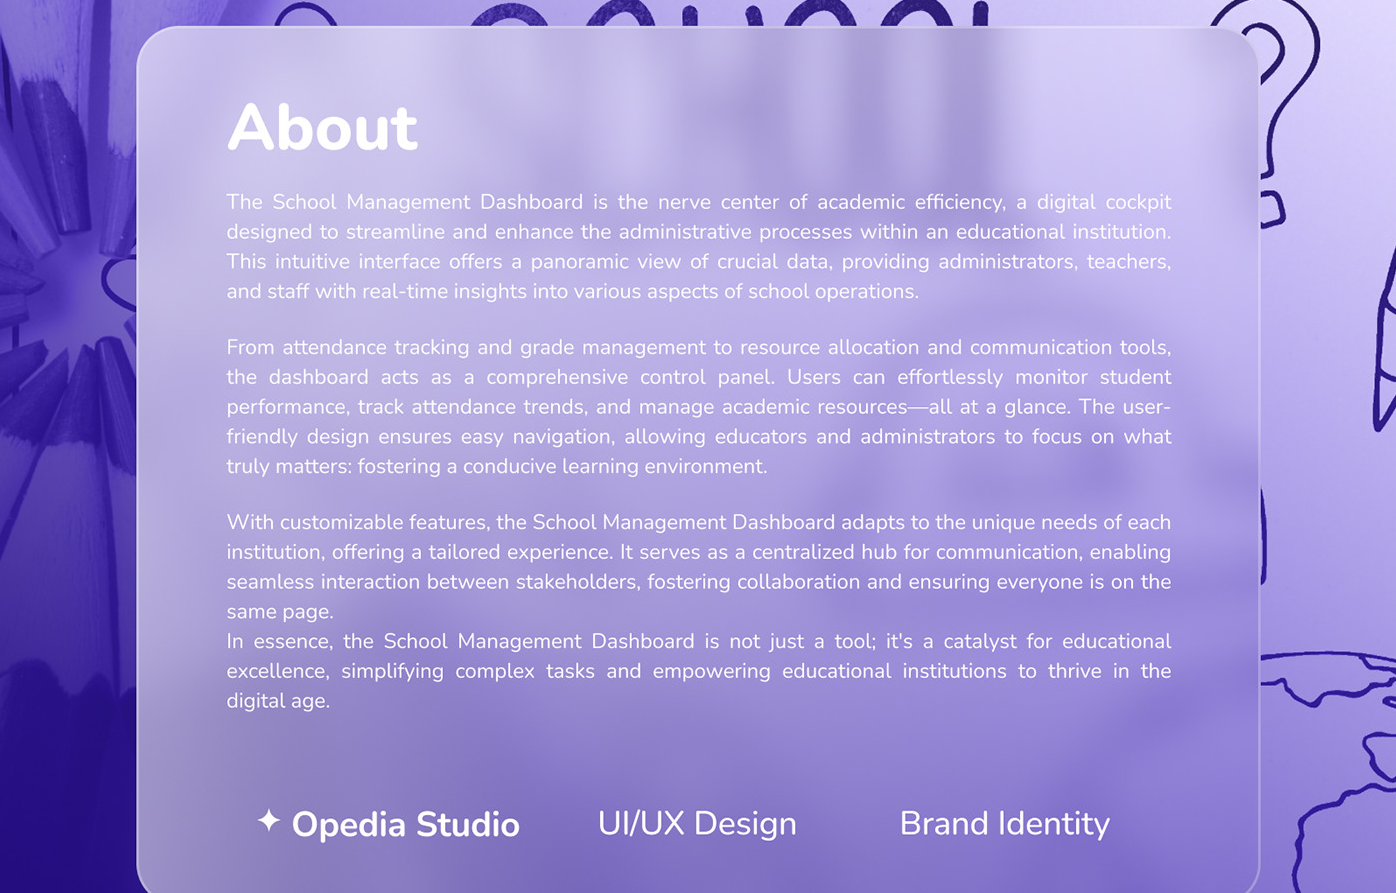 SCHOOL
About
The School Management Dashboard is the nerve center of academic efficiency, a digital cockpit
designed to streamline and enhance the administrative processes within an educational institution.
This intuitive interface offers a panoramic view of crucial data, providing administrators, teachers,
and staff with real-time insights into various aspects of school operations.
From attendance tracking and grade management to resource allocation and communication tools,
the dashboard acts as a comprehensive control panel. Users can effortlessly monitor student
performance, track attendance trends, and manage academic resources—all at a glance. The user-
friendly design ensures easy navigation, allowing educators and administrators to focus on what
truly matters: fostering a conducive learning environment.
With customizable features, the School Management Dashboard adapts to the unique needs of each
institution, offering a tailored experience. It serves as a centralized hub for communication, enabling
seamless interaction between stakeholders, fostering collaboration and ensuring everyone is on the
same page.
In essence, the School Management Dashboard is not just a tool; it's a catalyst for educational
excellence, simplifying complex tasks and empowering educational institutions to thrive in the
digital age.
Opedia Studio
UI/UX Design
Brand Identity